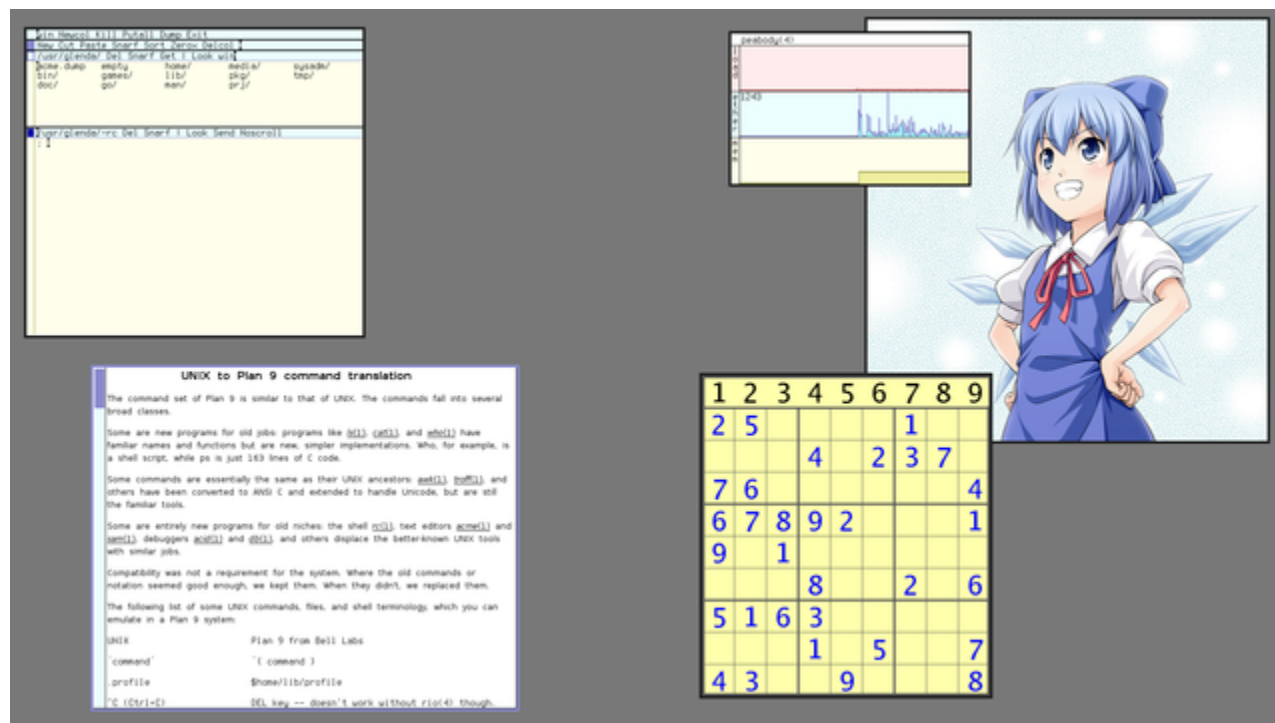 Newcol Kill Putall Dump Exit
New Cut Paste Snarf Sort Zerox Delcol
/usr/glenda/ Del Snarf Get | Look win
acme.dump empty home/ media/ sysadm/
bin/ games/ lib/ pkg/ tmp/
doc/ go/ man/ prj/
/usr/glenda/-rc Del Snarf | Look Send Noscroll
;
peabody(4)
load
1243
ether
mem
UNIX to Plan 9 command translation
The command set of Plan 9 is similar to that of UNIX. The commands fall into several
broad classes.
Some are new programs for old jobs: programs like ls(1), cat(1), and who(1) have
familiar names and functions but are new, simpler implementations. Who, for example, is
a shell script, while ps is just 163 lines of C code.
Some commands are essentially the same as their UNIX ancestors: awk(1), troff(1), and
others have been converted to ANSI C and extended to handle Unicode, but are still
the familiar tools.
Some are entirely new programs for old niches: the shell rc(1), text editors acme(1) and
sam(1), debuggers acid(1) and db(1), and others displace the better-known UNIX tools
with similar jobs.
Compatibility was not a requirement for the system. Where the old commands or
notation seemed good enough, we kept them. When they didn't, we replaced them.
The following list of some UNIX commands, files, and shell terminology, which you can
emulate in a Plan 9 system:
UNIX Plan 9 from Bell Labs
`command` `{ command }
.profile $home/lib/profile
^C (Ctrl+C) DEL key -- doesn't work without rio(4) though.
1 2 3 4 5 6 7 8 9
2 5 1
4 2 3 7
7 6 4
6 7 8 9 2 1
9 1
8 2 6
5 1 6 3
1 5 7
4 3 9 8